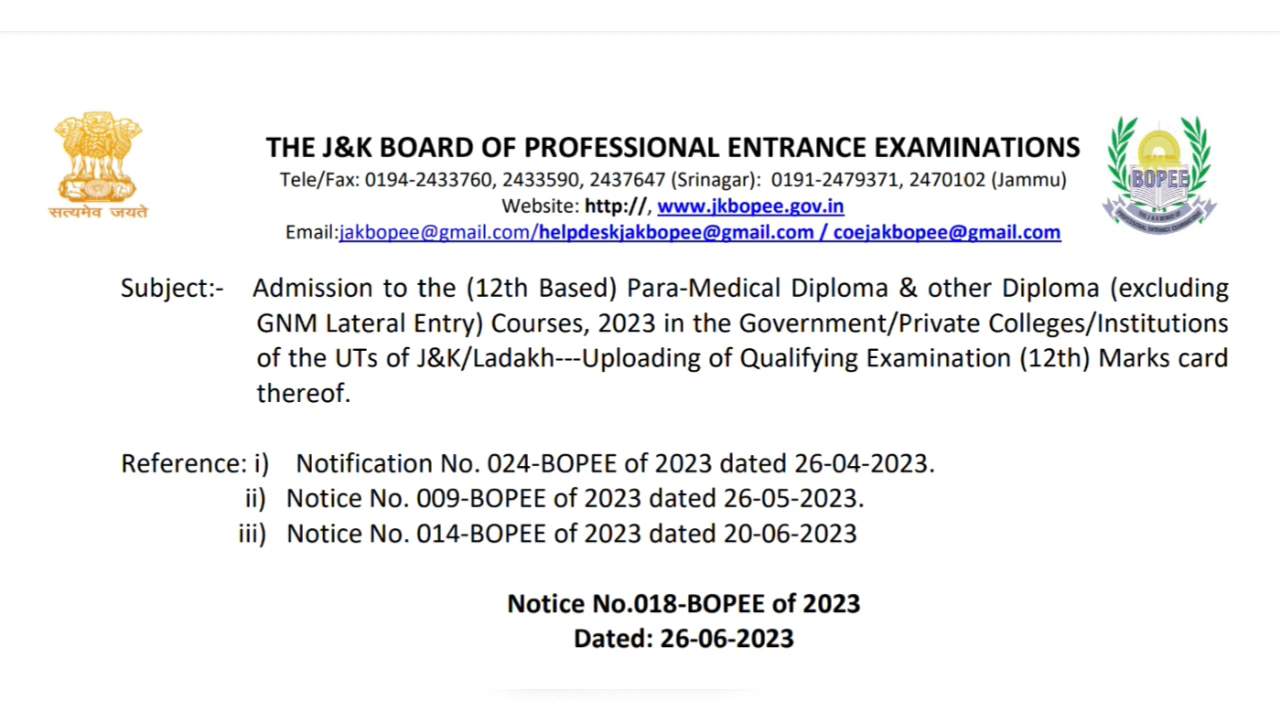 THE J&K BOARD OF PROFESSIONAL ENTRANCE EXAMINATIONS
Tele/Fax: 0194-2433760, 2433590, 2437647 (Srinagar): 0191-2479371, 2470102 (Jammu)
Website: http://, www.jkbopee.gov.in
Email:jakbopee@gmail.com/helpdeskjakbopee@gmail.com / coejakbopee@gmail.com
सत्यमेव जयते
BOPEE
THE J&K BOARD OF
PROFESSIONAL ENTRANCE EXAMINATIONS
Subject:- Admission to the (12th Based) Para-Medical Diploma & other Diploma (excluding
GNM Lateral Entry) Courses, 2023 in the Government/Private Colleges/Institutions
of the UTs of J&K/Ladakh---Uploading of Qualifying Examination (12th) Marks card
thereof.
Reference: i) Notification No. 024-BOPEE of 2023 dated 26-04-2023.
ii) Notice No. 009-BOPEE of 2023 dated 26-05-2023.
iii) Notice No. 014-BOPEE of 2023 dated 20-06-2023
Notice No.018-BOPEE of 2023
Dated: 26-06-2023